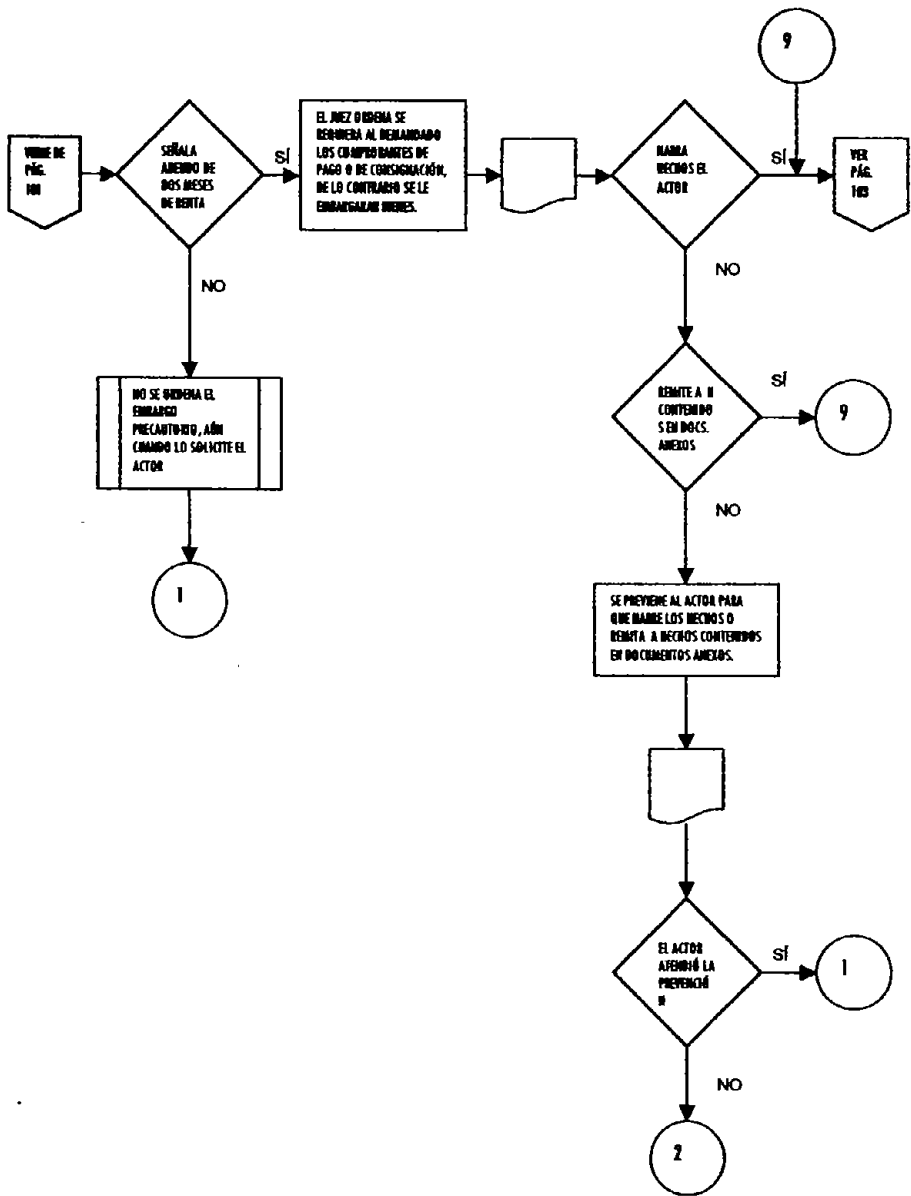 9
VIENE DE
PÁG.
101
SEÑALA
ADEUDO DE
DOS MESES
DE RENTA
SÍ
EL JUEZ ORDENA SE
REQUIERA AL DEMANDADO
LOS COMPROBANTES DE
PAGO O DE CONSIGNACIÓN,
DE LO CONTRARIO SE LE
EMBARGARAN BIENES.
NARRA
HECHOS EL
ACTOR
SÍ
VER
PÁG.
103
NO
NO
NO SE ORDENA EL
EMBARGO
PRECAUTORIO, AÚN
CUANDO LO SOLICITE EL
ACTOR
1
REMITE A H
CONTENIDO
S EN DOCS.
ANEXOS
SÍ
9
NO
SE PREVIENE AL ACTOR PARA
QUE NARRE LOS HECHOS O
REMITA A HECHOS CONTENIDOS
EN DOCUMENTOS ANEXOS.
EL ACTOR
ATENDIÓ LA
PREVENCIÓ
N
SÍ
1
NO
2